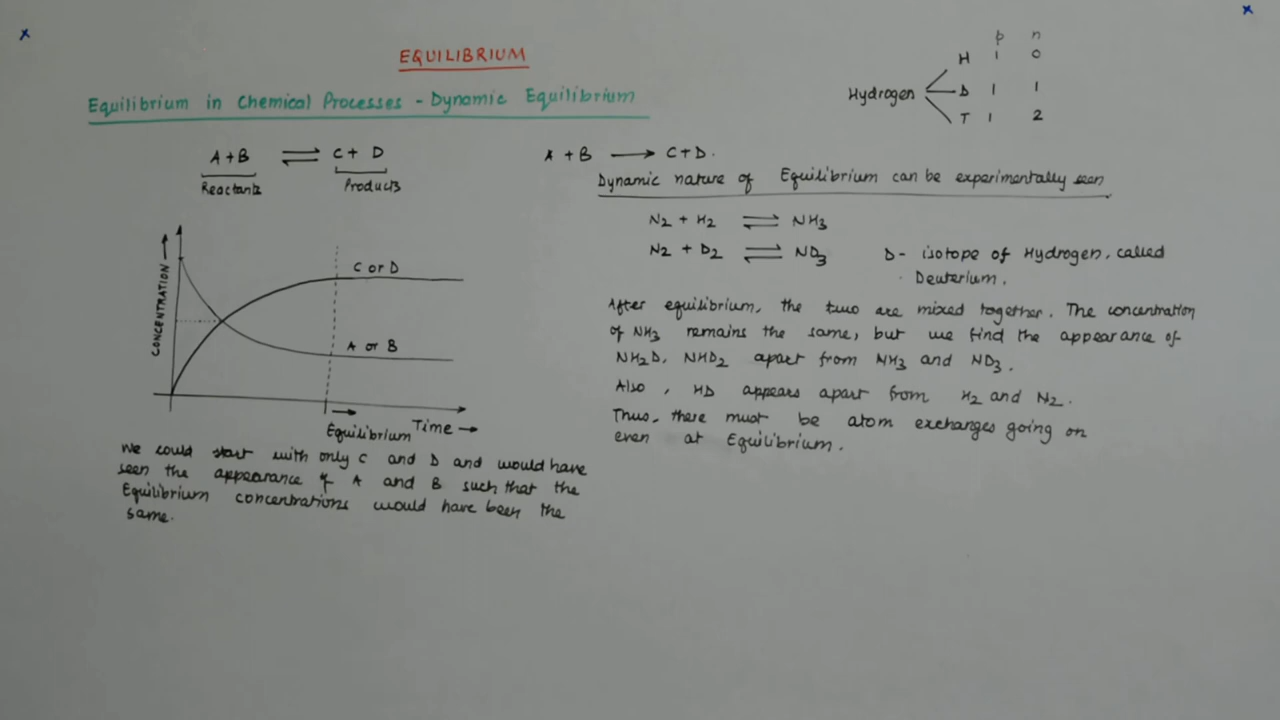 EQUILIBRIUM
Equilibrium in Chemical Processes - Dynamic Equilibrium
A+B ⇌ C+ D
Reactants Products
CONCENTRATION →
C or D
A or B
Equilibrium Time →
We could start with only C and D and would have
seen the appearance of A and B such that the
Equilibrium concentrations would have been the
same.
p n
H 1 0
Hydrogen D 1 1
T 1 2
A + B → C+D.
Dynamic nature of Equilibrium can be experimentally seen
N2 + H2 ⇌ NH3
N2 + D2 ⇌ ND3 D- isotope of Hydrogen, called
Deuterium.
After equilibrium, the two are mixed together. The concentration
of NH3 remains the same, but we find the appearance of
NH2D, NHD2 apart from NH3 and ND3.
Also, HD appears apart from H2 and N2.
Thus, there must be atom exchanges going on
even at Equilibrium.